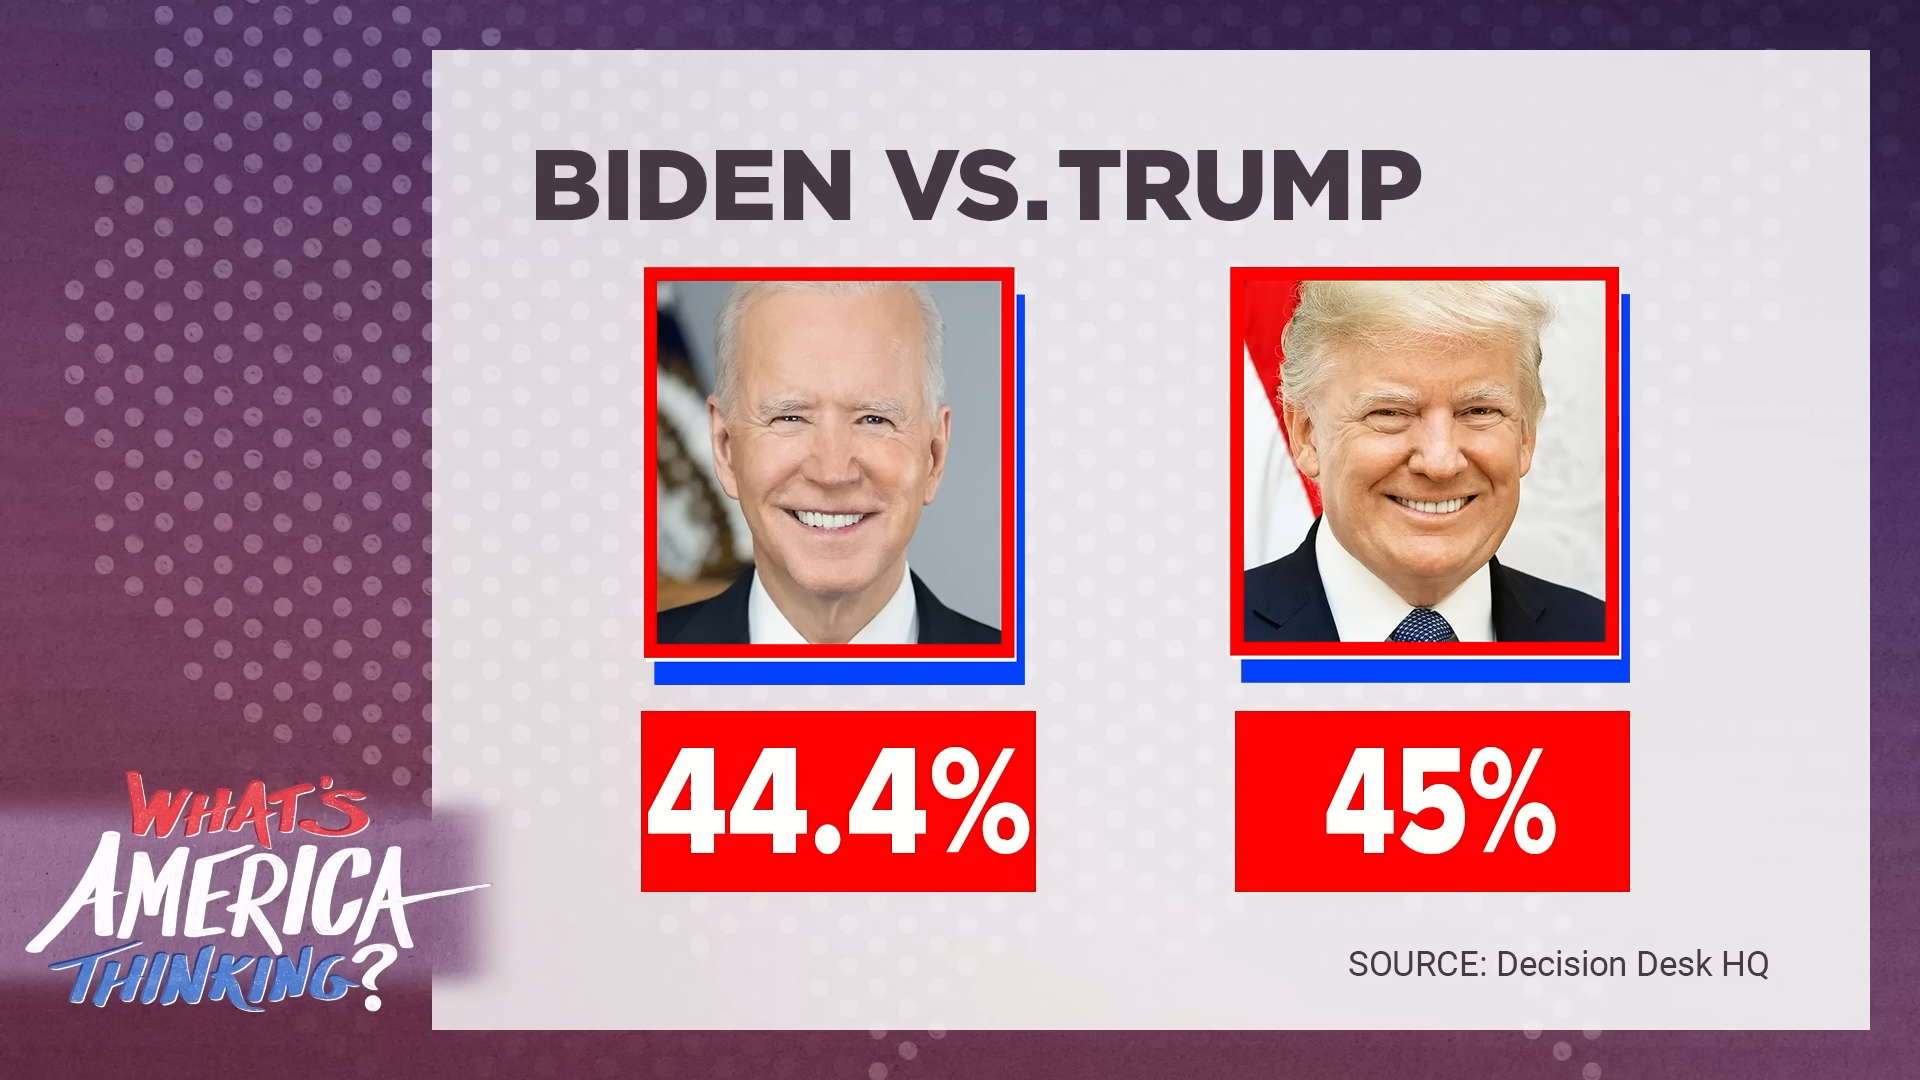 BIDEN VS. TRUMP
44.4%
45%
SOURCE: Decision Desk HQ
WHAT'S
AMERICA
THINKING?